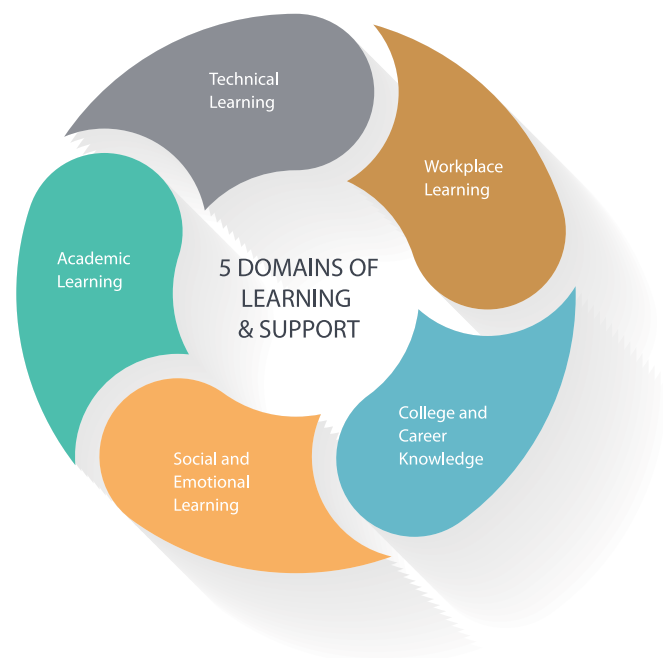 Technical
Learning
Workplace
Learning
Academic
Learning
5 DOMAINS OF
LEARNING
& SUPPORT
College and
Career
Knowledge
Social and
Emotional
Learning